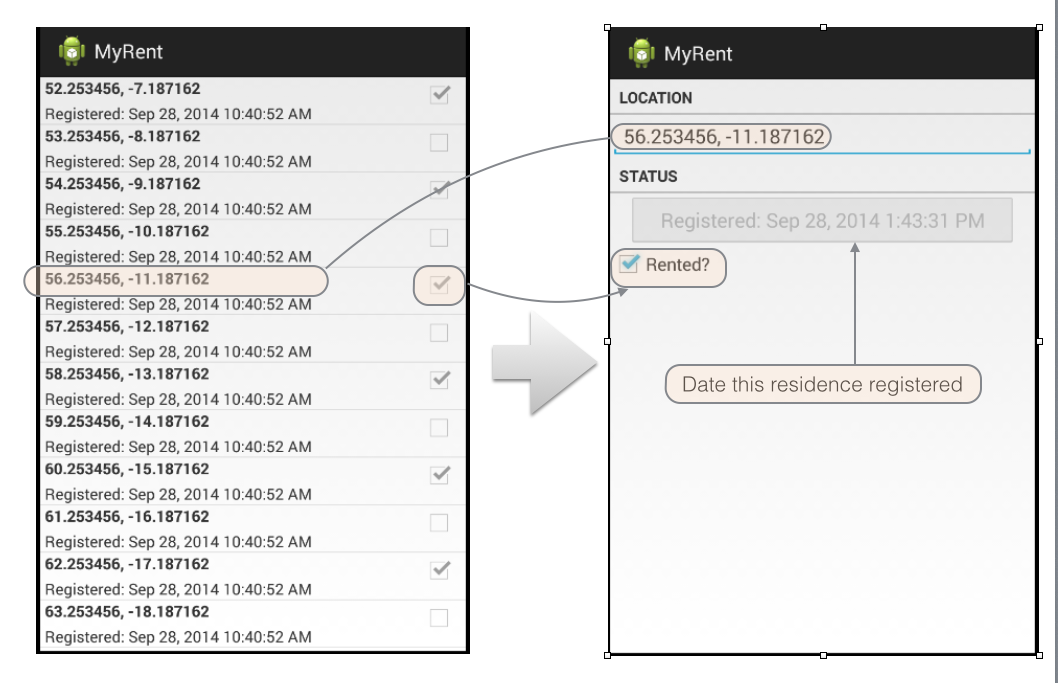 MyRent
52.253456, -7.187162
Registered: Sep 28, 2014 10:40:52 AM
53.253456, -8.187162
Registered: Sep 28, 2014 10:40:52 AM
54.253456, -9.187162
Registered: Sep 28, 2014 10:40:52 AM
55.253456, -10.187162
Registered: Sep 28, 2014 10:40:52 AM
56.253456, -11.187162
Registered: Sep 28, 2014 10:40:52 AM
57.253456, -12.187162
Registered: Sep 28, 2014 10:40:52 AM
58.253456, -13.187162
Registered: Sep 28, 2014 10:40:52 AM
59.253456, -14.187162
Registered: Sep 28, 2014 10:40:52 AM
60.253456, -15.187162
Registered: Sep 28, 2014 10:40:52 AM
61.253456, -16.187162
Registered: Sep 28, 2014 10:40:52 AM
62.253456, -17.187162
Registered: Sep 28, 2014 10:40:52 AM
63.253456, -18.187162
Registered: Sep 28, 2014 10:40:52 AM
MyRent
LOCATION
56.253456, -11.187162
STATUS
Registered: Sep 28, 2014 1:43:31 PM
Rented?
Date this residence registered